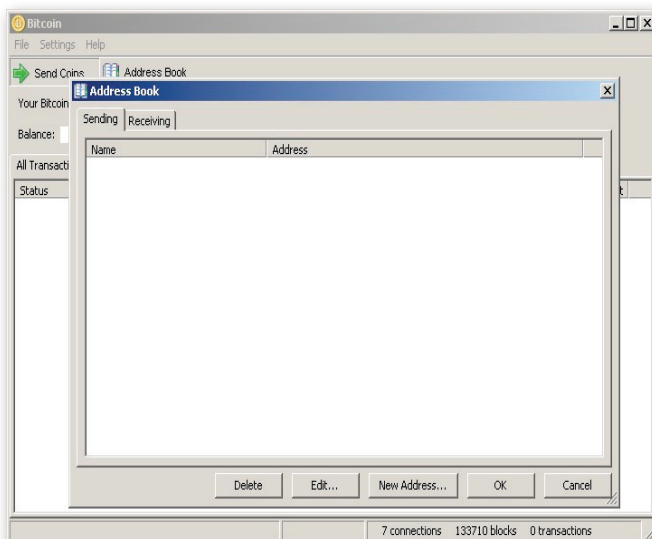 Bitcoin
File Settings Help
Send Coins Address Book
Address Book
Your Bitcoin
Sending Receiving
Balance:
Name Address
All Transacti
Status t
Delete Edit... New Address... OK Cancel
7 connections 133710 blocks 0 transactions